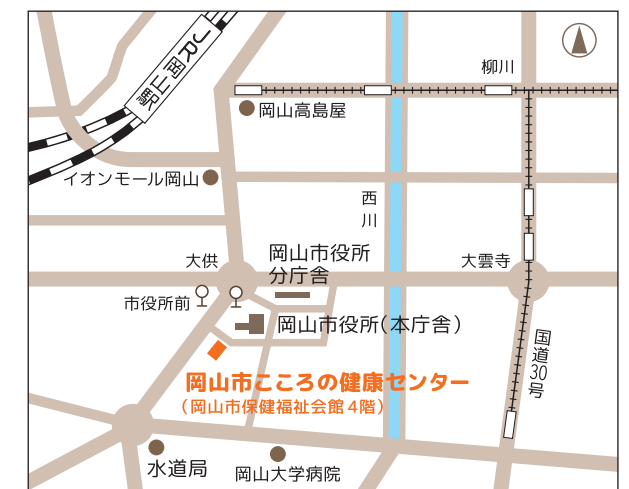 JR岡山駅
柳川
岡山高島屋
イオンモール岡山
西川
大供
岡山市役所
分庁舎
大雲寺
市役所前
岡山市役所(本庁舎)
国道30号
岡山市こころの健康センター
(岡山市保健福祉会館4階)
水道局
岡山大学病院